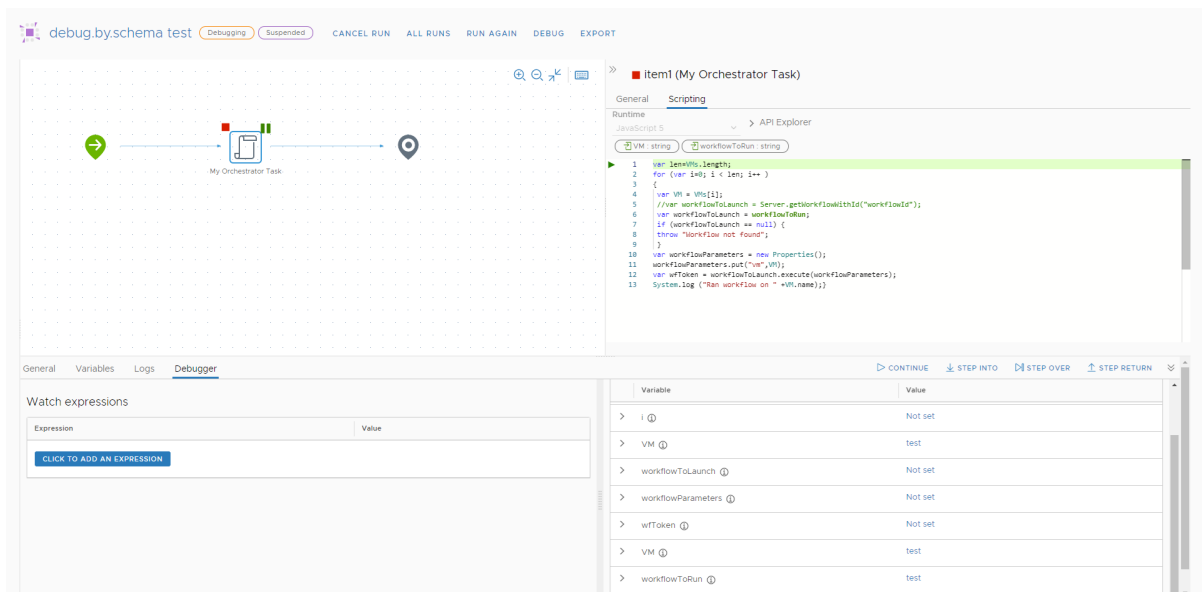 debug.by.schema test Debugging Suspended CANCEL RUN ALL RUNS RUN AGAIN DEBUG EXPORT
My Orchestrator Task
item1 (My Orchestrator Task)
General Scripting
Runtime
JavaScript 5
API Explorer
VM : string workflowToRun : string
1 var len=VMs.length;
2 for (var i=0; i < len; i++ )
3 {
4 var VM = VMs[i];
5 //var workflowToLaunch = Server.getWorkflowWithId("workflowId");
6 var workflowToLaunch = workflowToRun;
7 if (workflowToLaunch == null) {
8 throw "Workflow not found";
9 }
10 var workflowParameters = new Properties();
11 workflowParameters.put("vm",VM);
12 var wfToken = workflowToLaunch.execute(workflowParameters);
13 System.log ("Ran workflow on " +VM.name);}
General Variables Logs Debugger
CONTINUE STEP INTO STEP OVER STEP RETURN
Watch expressions
Expression Value
CLICK TO ADD AN EXPRESSION
Variable Value
i Not set
VM test
workflowToLaunch Not set
workflowParameters Not set
wfToken Not set
VM test
workflowToRun test